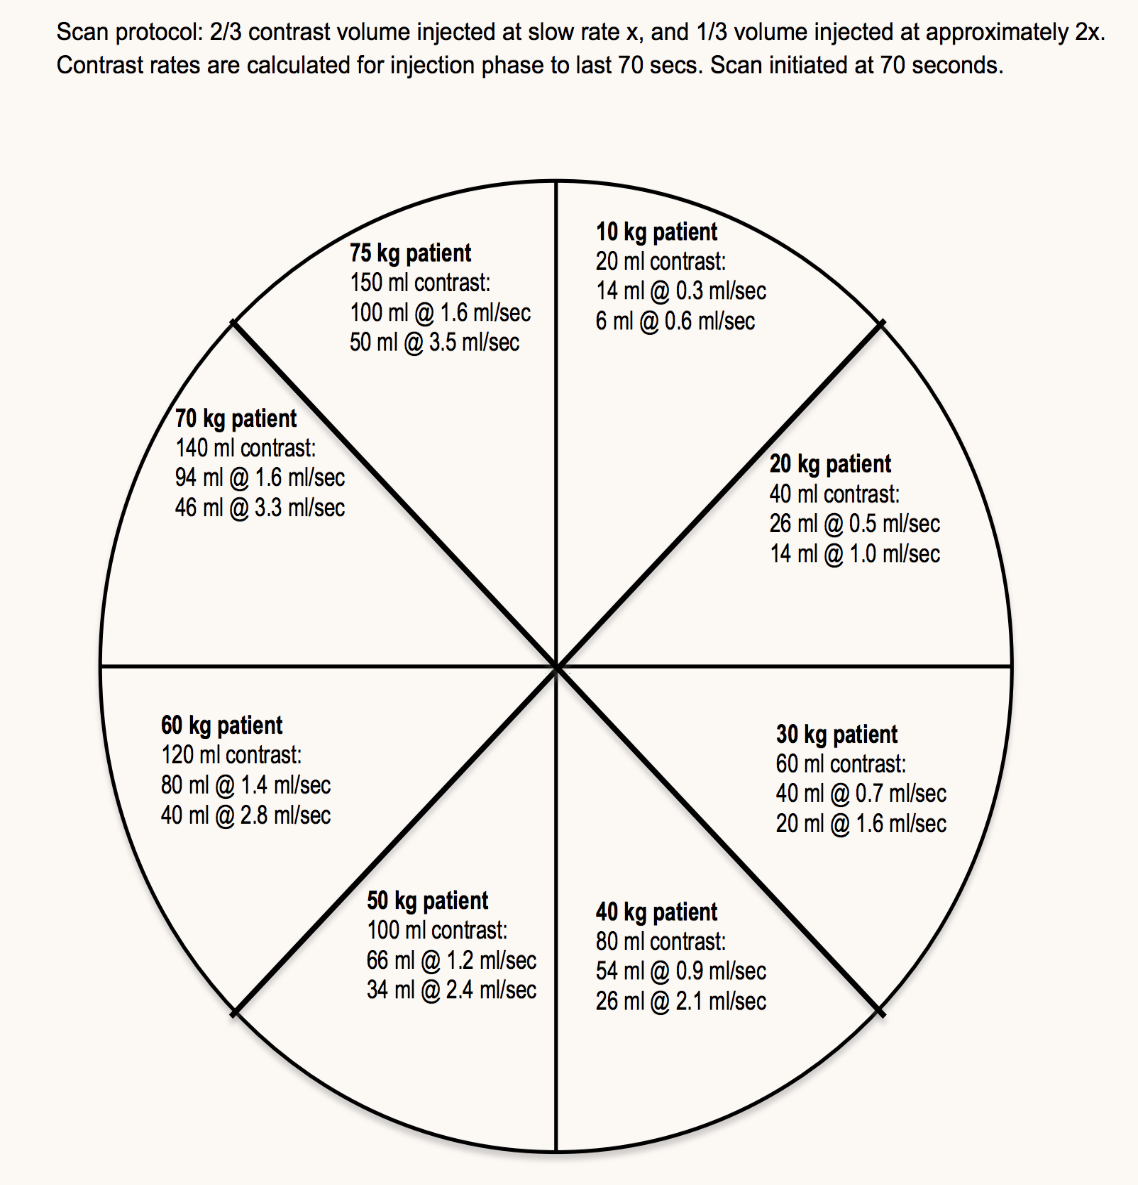 Scan protocol: 2/3 contrast volume injected at slow rate x, and 1/3 volume injected at approximately 2x.
Contrast rates are calculated for injection phase to last 70 secs. Scan initiated at 70 seconds.
10 kg patient
20 ml contrast:
14 ml @ 0.3 ml/sec
6 ml @ 0.6 ml/sec
20 kg patient
40 ml contrast:
26 ml @ 0.5 ml/sec
14 ml @ 1.0 ml/sec
30 kg patient
60 ml contrast:
40 ml @ 0.7 ml/sec
20 ml @ 1.6 ml/sec
40 kg patient
80 ml contrast:
54 ml @ 0.9 ml/sec
26 ml @ 2.1 ml/sec
50 kg patient
100 ml contrast:
66 ml @ 1.2 ml/sec
34 ml @ 2.4 ml/sec
60 kg patient
120 ml contrast:
80 ml @ 1.4 ml/sec
40 ml @ 2.8 ml/sec
70 kg patient
140 ml contrast:
94 ml @ 1.6 ml/sec
46 ml @ 3.3 ml/sec
75 kg patient
150 ml contrast:
100 ml @ 1.6 ml/sec
50 ml @ 3.5 ml/sec